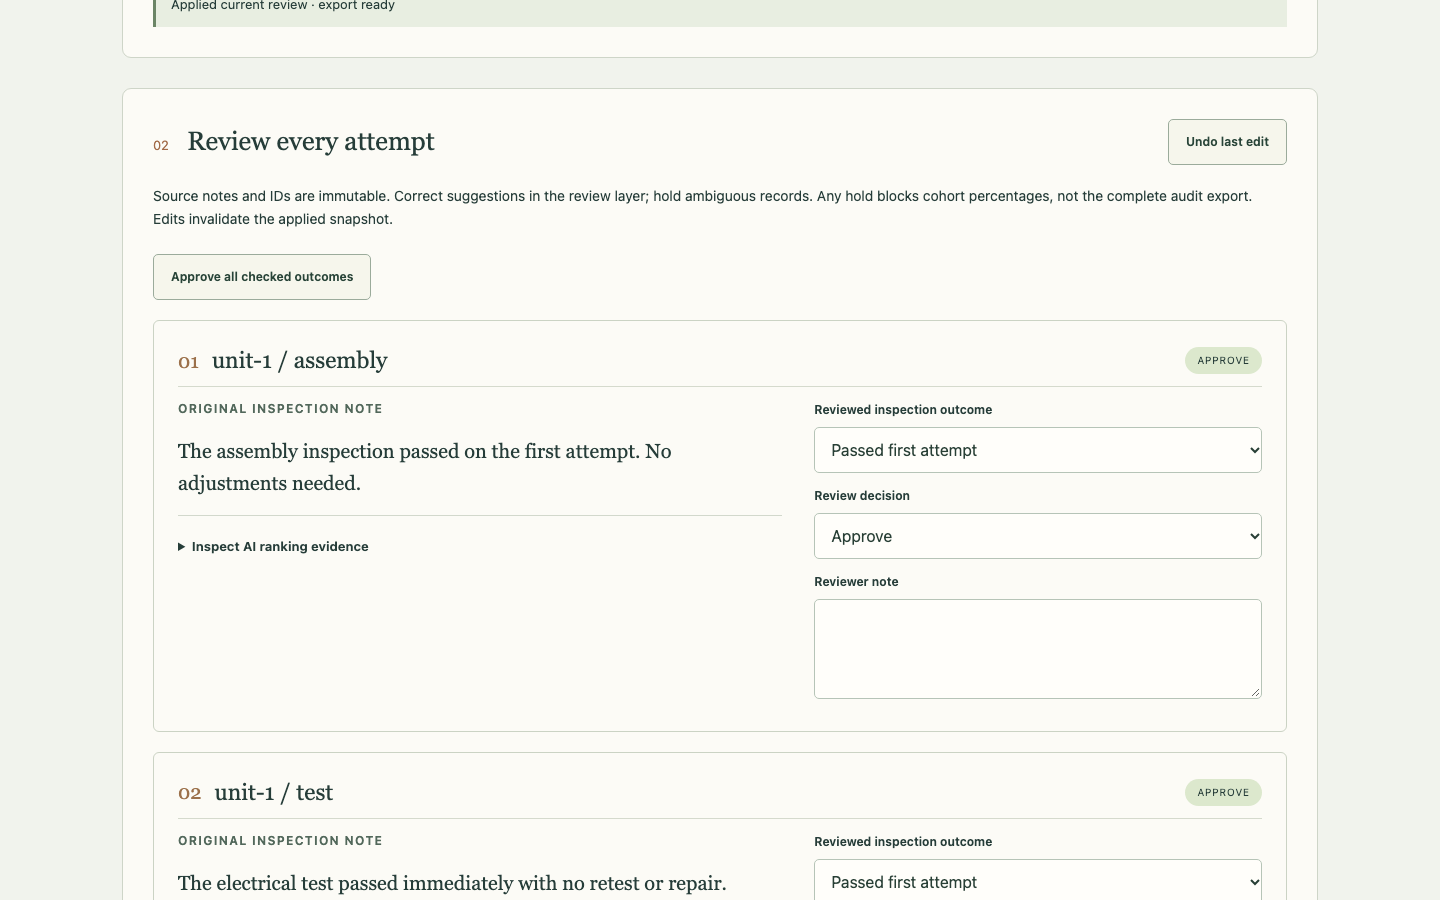 Applied current review · export ready
02 Review every attempt
Undo last edit
Source notes and IDs are immutable. Correct suggestions in the review layer; hold ambiguous records. Any hold blocks cohort percentages, not the complete audit export.
Edits invalidate the applied snapshot.
Approve all checked outcomes
01 unit-1 / assembly
APPROVE
ORIGINAL INSPECTION NOTE
The assembly inspection passed on the first attempt. No
adjustments needed.
Inspect AI ranking evidence
Reviewed inspection outcome
Passed first attempt
Review decision
Approve
Reviewer note
02 unit-1 / test
APPROVE
ORIGINAL INSPECTION NOTE
The electrical test passed immediately with no retest or repair.
Reviewed inspection outcome
Passed first attempt